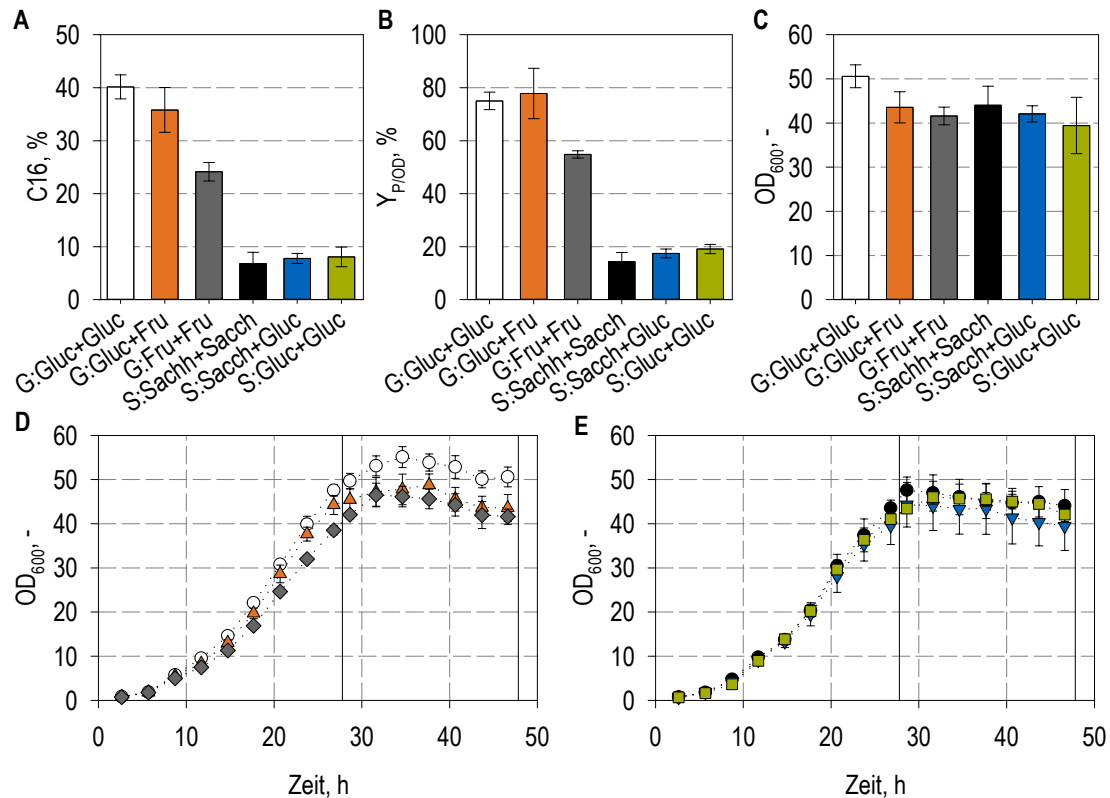 A
B
C
50
40
30
20
10
0
C16, %
100
80
60
40
20
0
Y_P/OD, %
60
50
40
30
20
10
0
OD600, -
G:Gluc+Gluc
G:Gluc+Fru
G:Fru+Fru
S:Sachh+Sacch
S:Sacch+Gluc
S:Gluc+Gluc
G:Gluc+Gluc
G:Gluc+Fru
G:Fru+Fru
S:Sachh+Sacch
S:Sacch+Gluc
S:Gluc+Gluc
G:Gluc+Gluc
G:Gluc+Fru
G:Fru+Fru
S:Sachh+Sacch
S:Sacch+Gluc
S:Gluc+Gluc
D
60
50
40
30
20
10
0
OD600, -
0 10 20 30 40 50
Zeit, h
E
60
50
40
30
20
10
0
OD600, -
0 10 20 30 40 50
Zeit, h